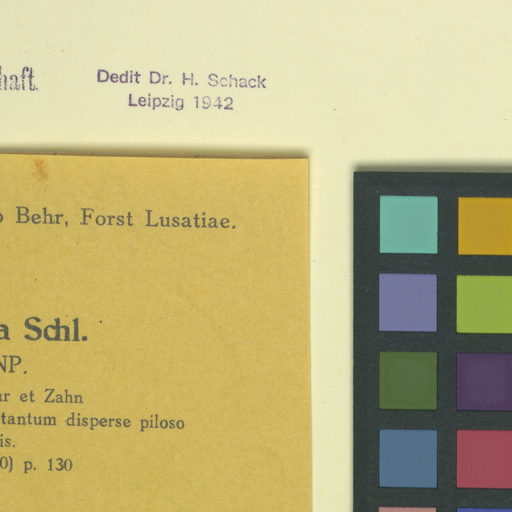 haft.
Dedit Dr. H. Schack
Leipzig 1942
Behr, Forst Lusatiae.
a Schl.
NP.
ur et Zahn
tantum disperse piloso
is.
0) p. 130